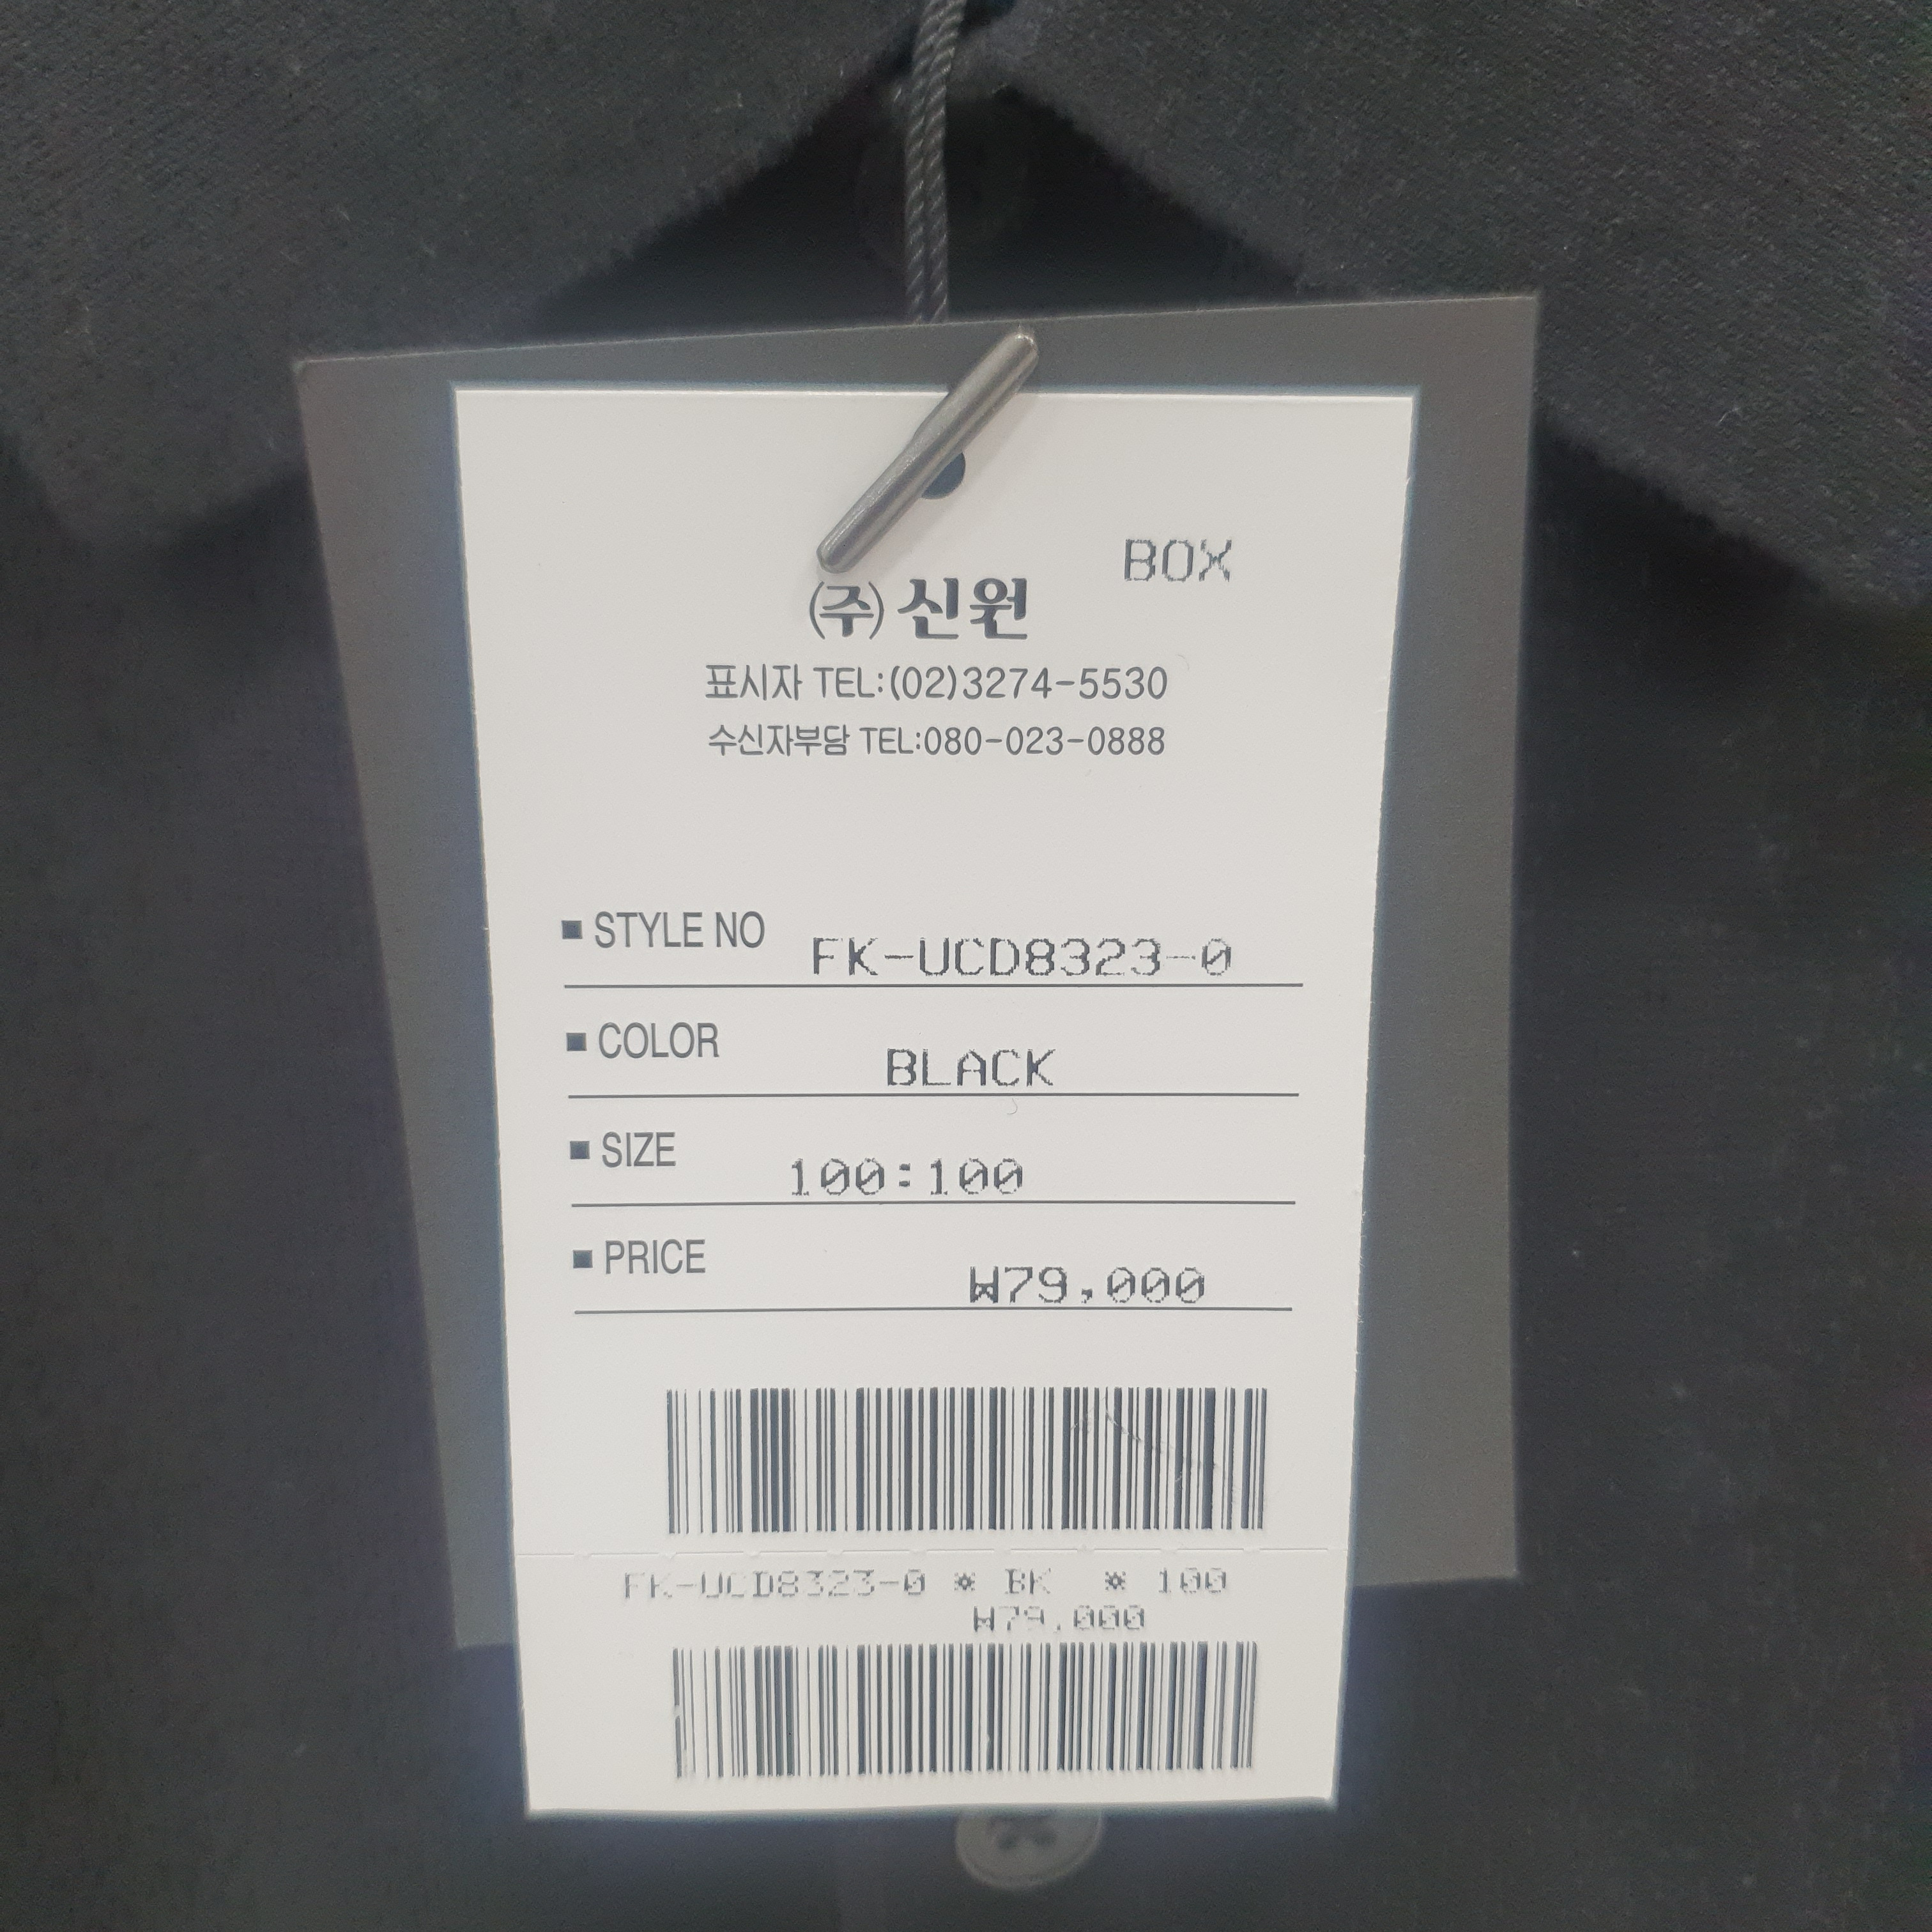 BOX
㈜ 신원
표시자 TEL:(02)3274-5530
수신자부담 TEL:080-023-0888
■ STYLE NO FK-UCD8323-0
■ COLOR BLACK
■ SIZE 100:100
■ PRICE ₩79,000
FK-UCD8323-0 * BK * 100
₩79,000